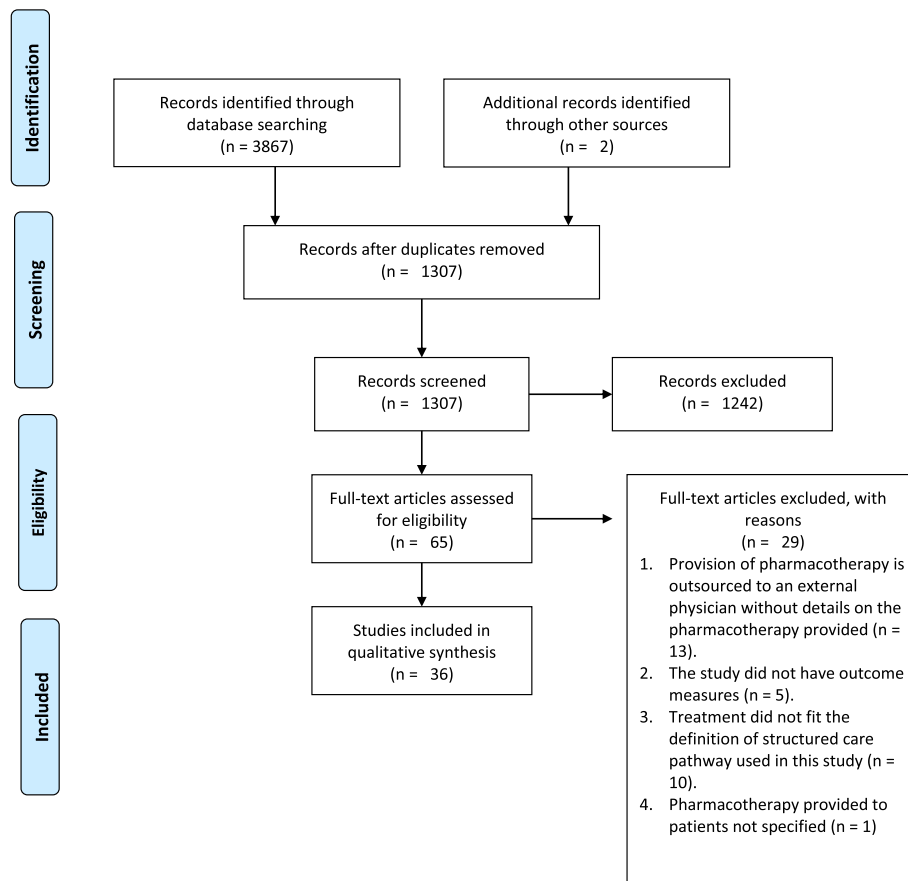 Identification
Records identified through
database searching
(n = 3867)
Additional records identified
through other sources
(n = 2)
Screening
Records after duplicates removed
(n = 1307)
Records screened
(n = 1307)
Records excluded
(n = 1242)
Eligibility
Full-text articles assessed
for eligibility
(n = 65)
Full-text articles excluded, with
reasons
(n = 29)
1. Provision of pharmacotherapy is
outsourced to an external
physician without details on the
pharmacotherapy provided (n =
13).
2. The study did not have outcome
measures (n = 5).
3. Treatment did not fit the
definition of structured care
pathway used in this study (n =
10).
4. Pharmacotherapy provided to
patients not specified (n = 1)
Included
Studies included in
qualitative synthesis
(n = 36)